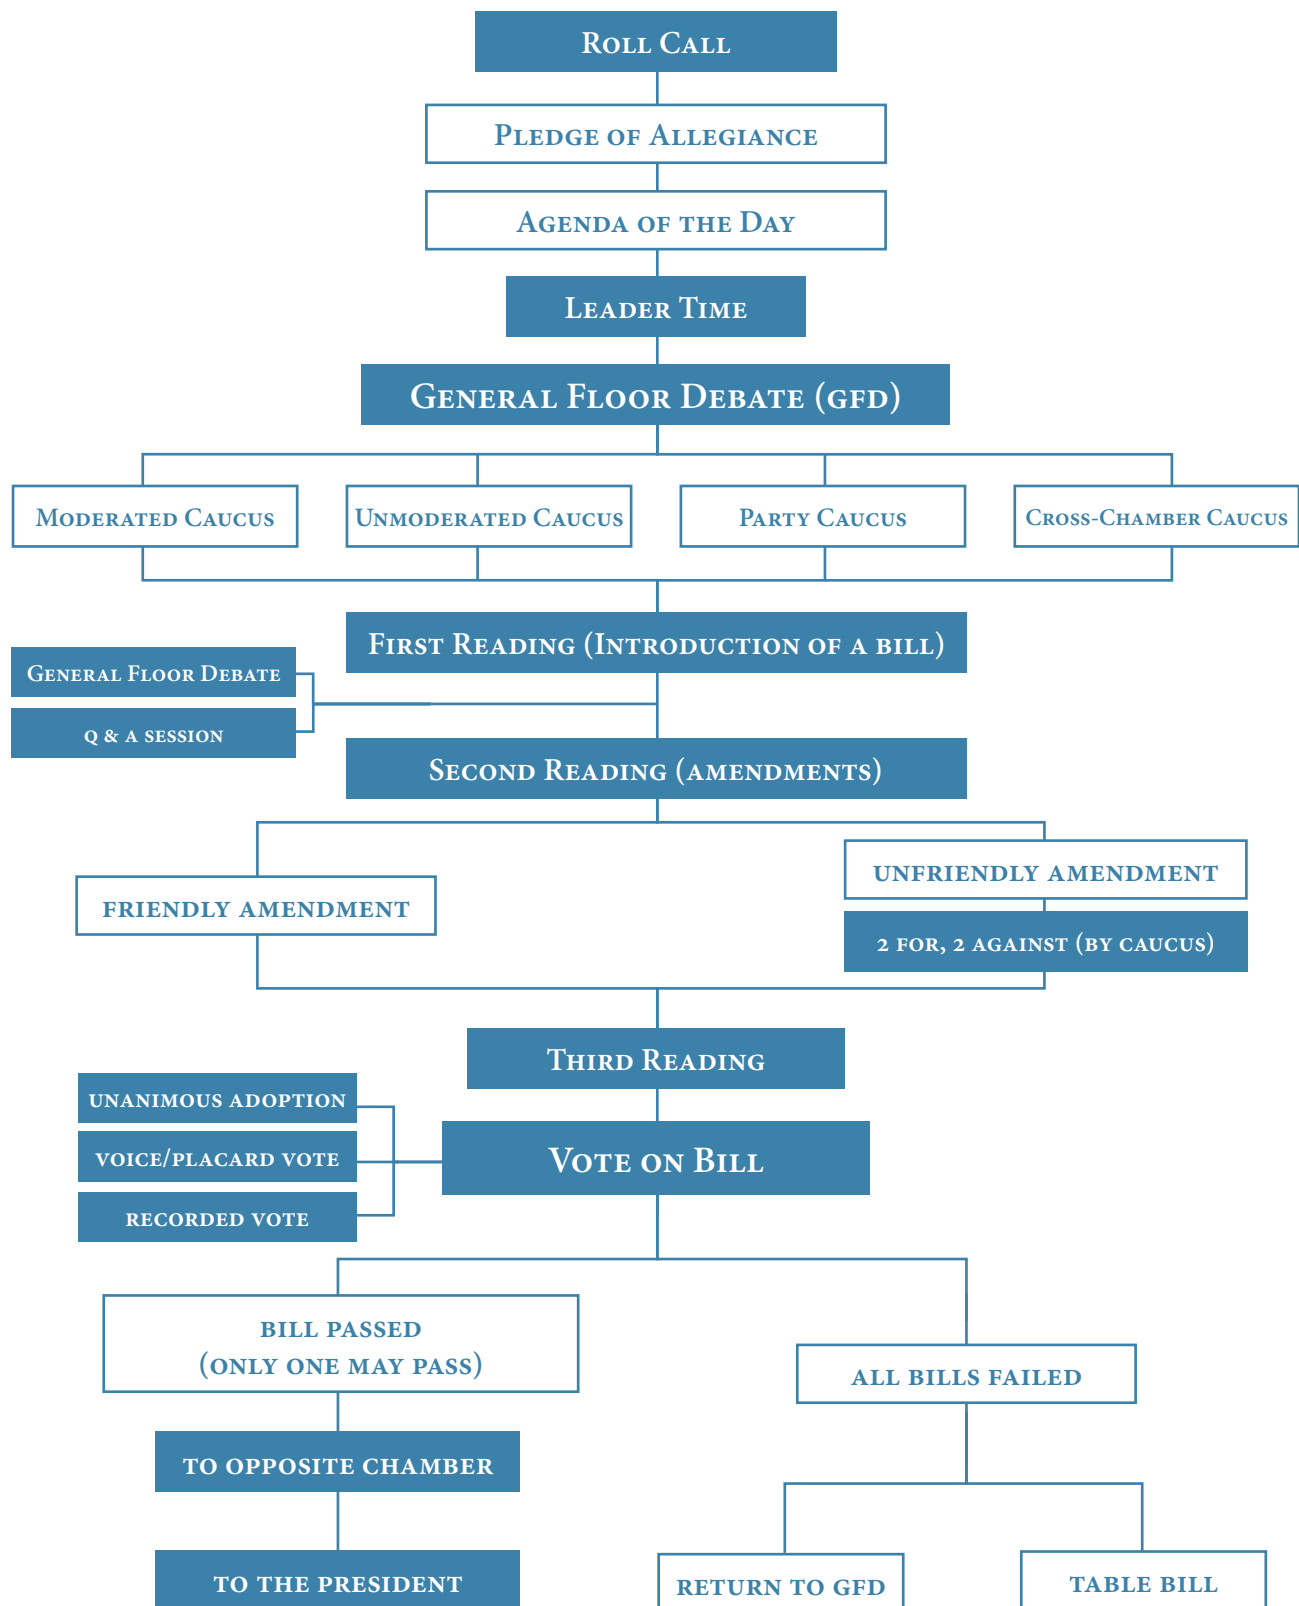 Roll Call
Pledge of Allegiance
Agenda of the Day
Leader Time
General Floor Debate (gfd)
Moderated Caucus
Unmoderated Caucus
Party Caucus
Cross-Chamber Caucus
First Reading (Introduction of a bill)
General Floor Debate
q & a session
Second Reading (amendments)
friendly amendment
unfriendly amendment
2 for, 2 against (by caucus)
Third Reading
unanimous adoption
voice/placard vote
recorded vote
Vote on Bill
bill passed
(only one may pass)
all bills failed
to opposite chamber
to the president
return to gfd
table bill